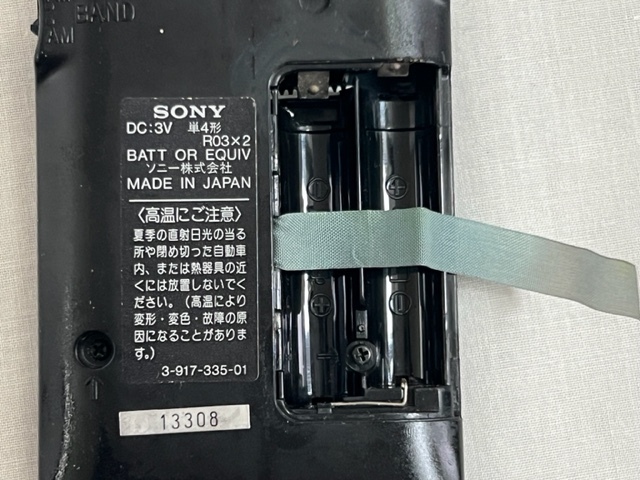 BAND
AM
SONY
DC:3V 単4形
R03×2
BATT OR EQUIV
ソニー株式会社
MADE IN JAPAN
〈高温にご注意〉
夏季の直射日光の当る
所や閉め切った自動車
内、または熱器具の近
くには放置しないでく
ださい。(高温により
変形・変色・故障の原
因になることがありま
す。)
3-917-335-01
13308